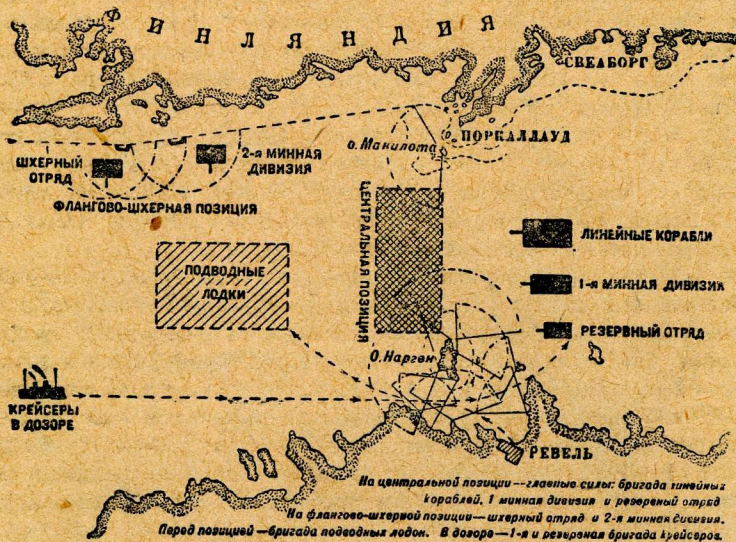 ФИНЛЯНДИЯ
СВЕАБОРГ
о. Макилота
ПОРКАЛЛАУД
ШХЕРНЫЙ
ОТРЯД
2-я МИННАЯ
ДИВИЗИЯ
ФЛАНГОВО-ШХЕРНАЯ ПОЗИЦИЯ
ЦЕНТРАЛЬНАЯ ПОЗИЦИЯ
ПОДВОДНЫЕ
ЛОДКИ
ЛИНЕЙНЫЕ КОРАБЛИ
1-я МИННАЯ ДИВИЗИЯ
РЕЗЕРВНЫЙ ОТРЯД
О. Нарген
КРЕЙСЕРЫ
В ДОЗОРЕ
РЕВЕЛЬ
На центральной позиции — главные силы: бригада линейных
кораблей, 1 минная дивизия и резервный отряд
На флангово-шхерной позиции — шхерный отряд и 2-я минная дивизия.
Перед позицией — бригада подводных лодок. В дозоре — 1-я и резервная бригада крейсеров.